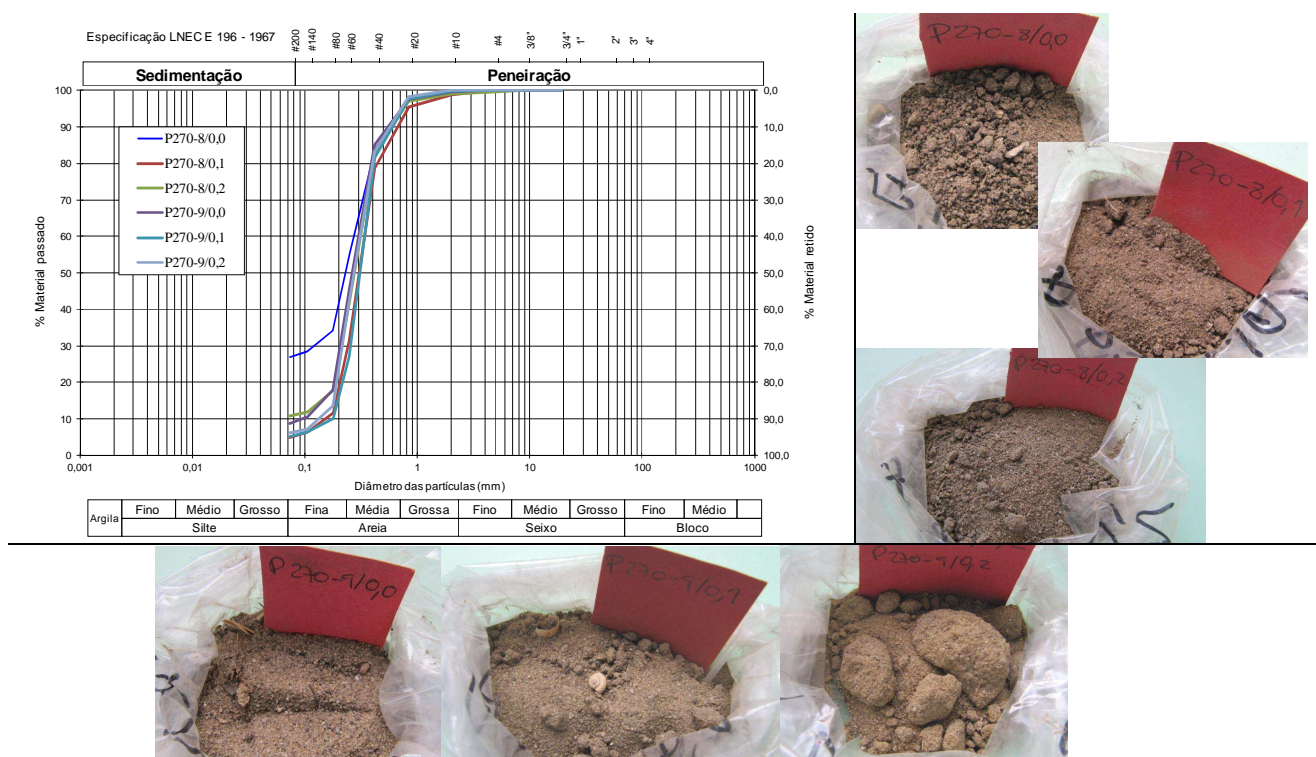 Especificação LNEC E 196 - 1967
#200 #140 #80 #60 #40 #20 #10 #4 3/8" 3/4" 1" 2" 3" 4"
Sedimentação Peneiração
100 0,0
90 10,0
80 20,0
70 30,0
60 40,0
50 50,0
40 60,0
30 70,0
20 80,0
10 90,0
0 100,0
P270-8/0,0
P270-8/0,1
P270-8/0,2
P270-9/0,0
P270-9/0,1
P270-9/0,2
% Material passado
% Material retido
0,001 0,01 0,1 1 10 100 1000
Diâmetro das partículas (mm)
Argila Fino Médio Grosso Fina Média Grossa Fino Médio Grosso Fino Médio
Silte Areia Seixo Bloco
P270-8/0,0
P270-8/0,1
P270-8/0,2
P270-9/0,0
P270-9/0,1
P270-9/0,2